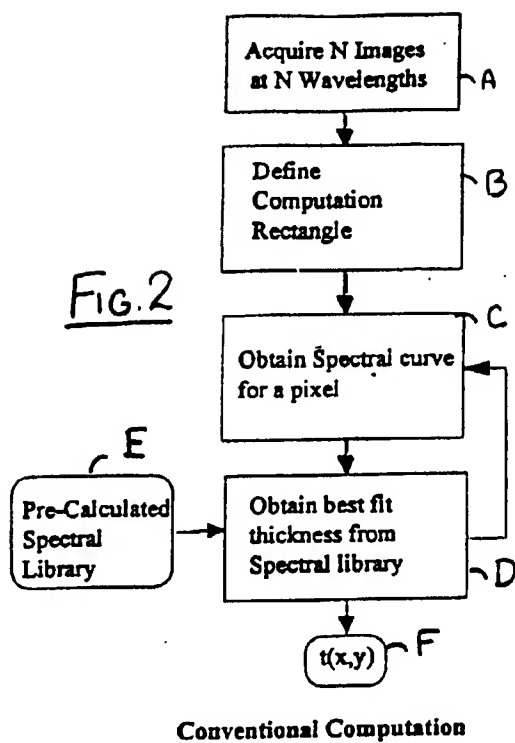 Acquire N Images
at N Wavelengths
A
Define
Computation
Rectangle
B
FIG. 2
C
Obtain Spectral curve
for a pixel
E
Pre-Calculated
Spectral
Library
Obtain best fit
thickness from
Spectral library
D
t(x,y)
F
Conventional Computation